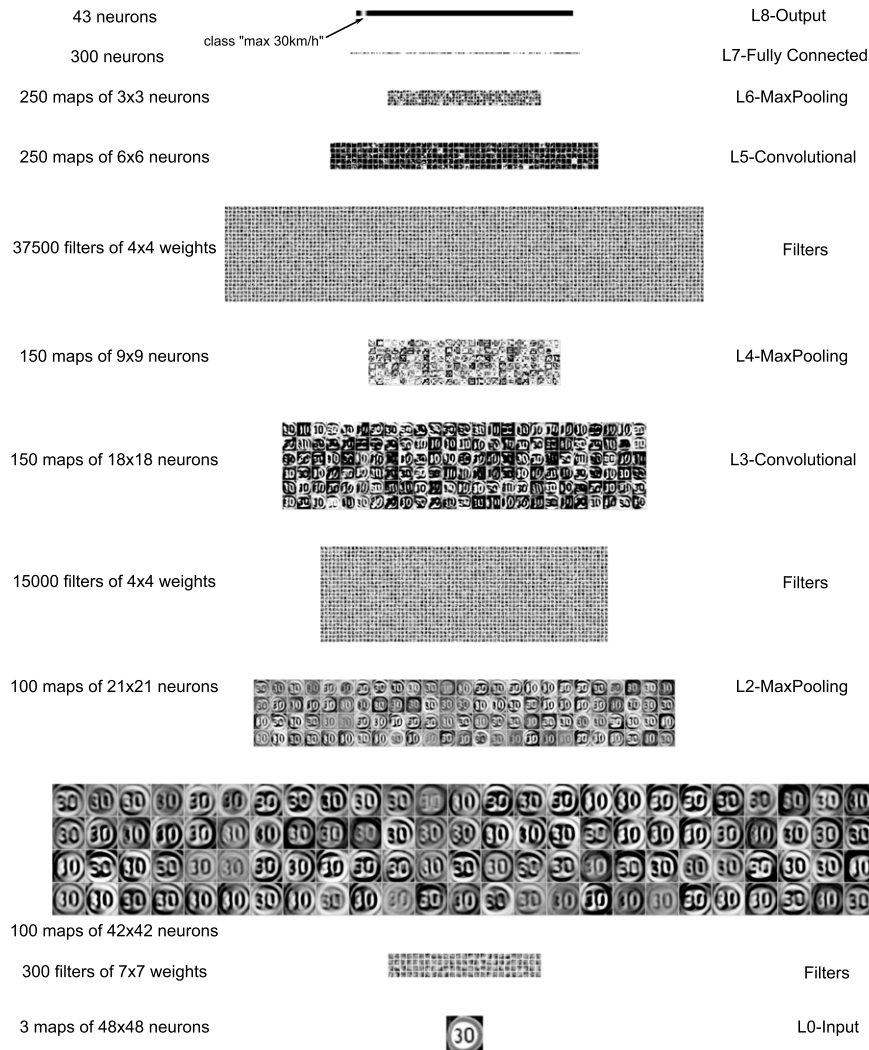 43 neurons
L8-Output
class "max 30km/h"
300 neurons
L7-Fully Connected
250 maps of 3x3 neurons
L6-MaxPooling
250 maps of 6x6 neurons
L5-Convolutional
37500 filters of 4x4 weights
Filters
150 maps of 9x9 neurons
L4-MaxPooling
150 maps of 18x18 neurons
L3-Convolutional
15000 filters of 4x4 weights
Filters
100 maps of 21x21 neurons
L2-MaxPooling
100 maps of 42x42 neurons
300 filters of 7x7 weights
Filters
3 maps of 48x48 neurons
30
L0-Input